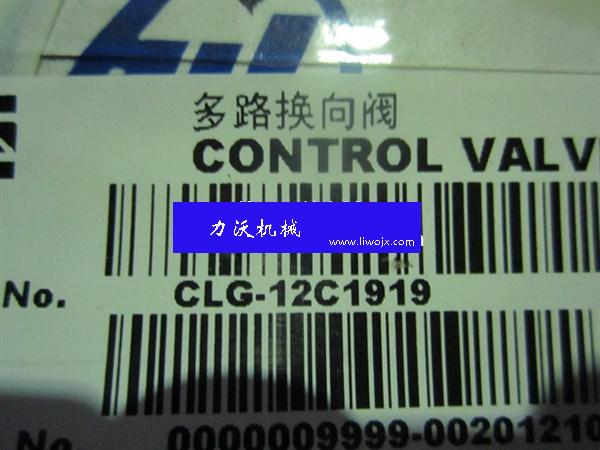 多路换向阀
CONTROL VALV
力沃机械
www.liwojx.com
No. CLG-12C1919
No. 0000009999-00201210